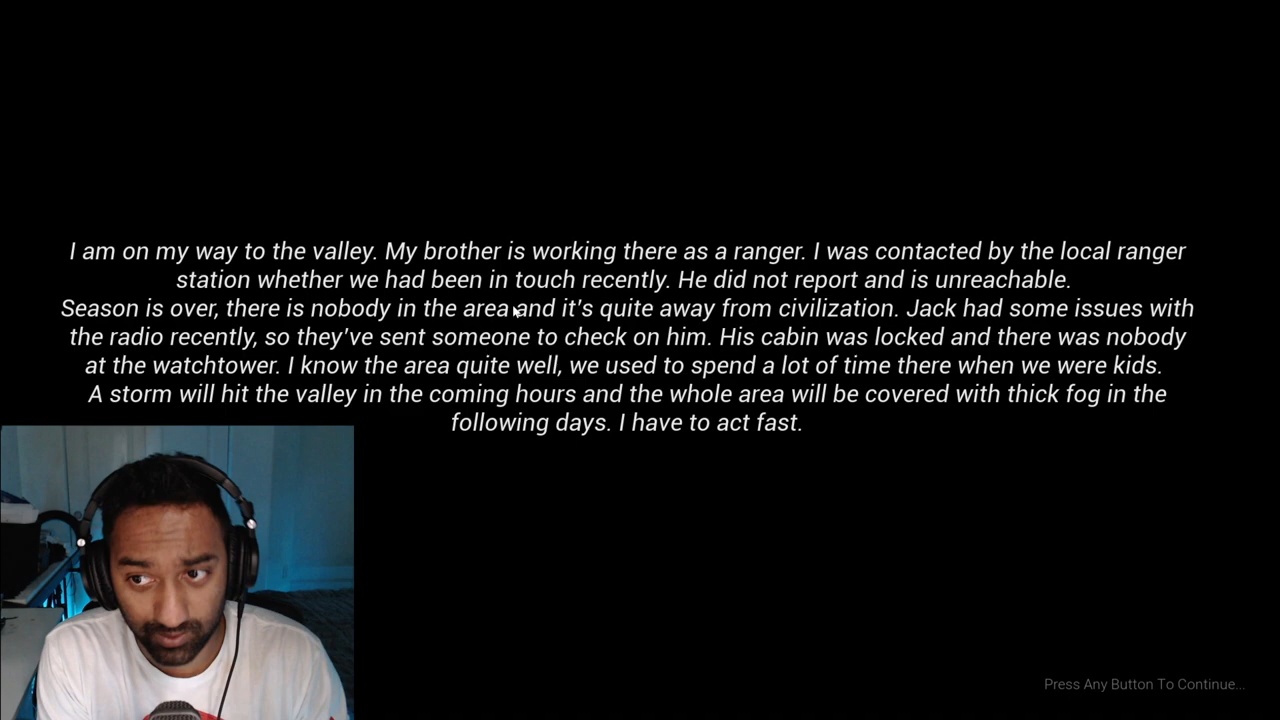 I am on my way to the valley. My brother is working there as a ranger. I was contacted by the local ranger
station whether we had been in touch recently. He did not report and is unreachable.
Season is over, there is nobody in the area and it's quite away from civilization. Jack had some issues with
the radio recently, so they've sent someone to check on him. His cabin was locked and there was nobody
at the watchtower. I know the area quite well, we used to spend a lot of time there when we were kids.
A storm will hit the valley in the coming hours and the whole area will be covered with thick fog in the
following days. I have to act fast.
Press Any Button To Continue...